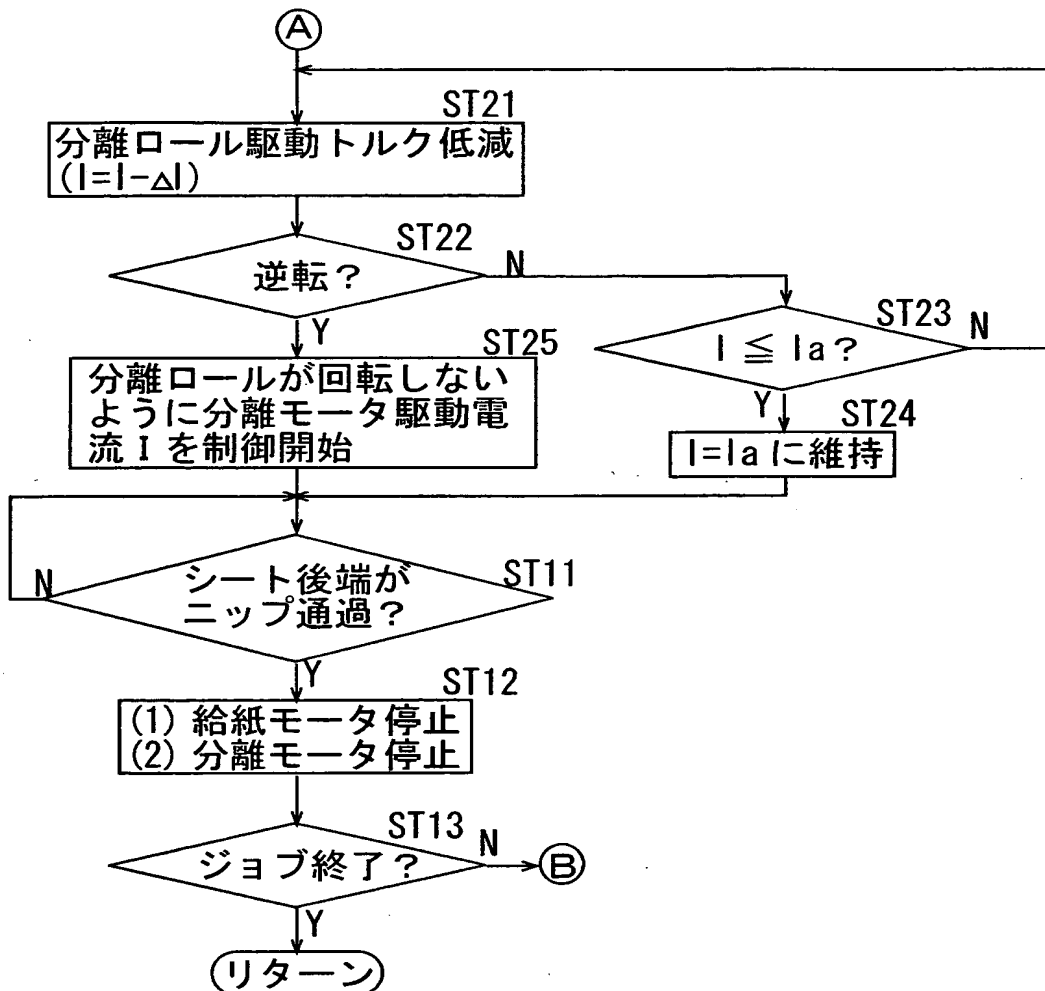 A
ST21
分離ロール駆動トルク低減
(I=I-△I)
ST22
逆転?
N
Y
ST23
I ≦ Ia?
N
Y
ST25
分離ロールが回転しない
ように分離モータ駆動電
流Iを制御開始
ST24
I=Iaに維持
ST11
シート後端が
ニップ通過?
N
Y
ST12
(1) 給紙モータ停止
(2) 分離モータ停止
ST13
ジョブ終了?
N
B
Y
リターン